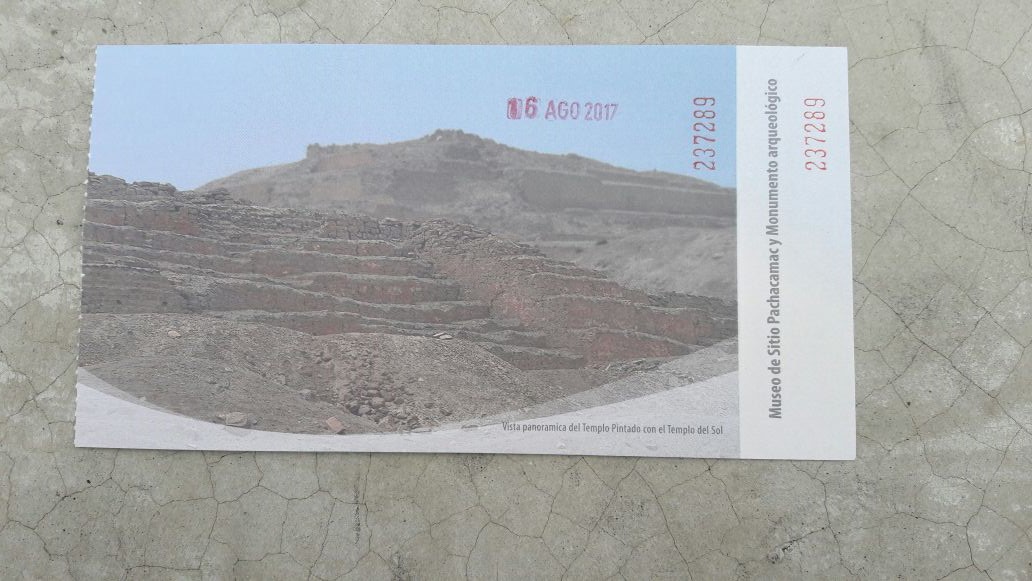 16 AGO 2017
237289
Vista panoramica del Templo Pintado con el Templo del Sol
Museo de Sitio Pachacamac y Monumento arqueológico
237289